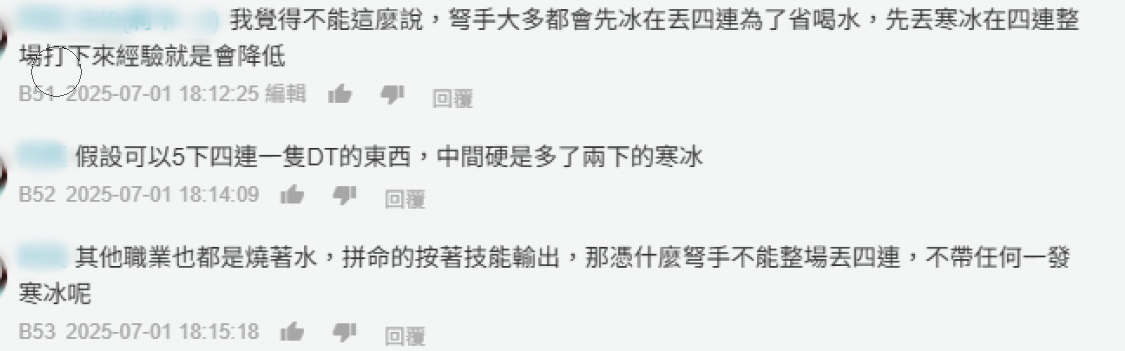 我覺得不能這麼說，弩手大多都會先冰在丟四連為了省喝水，先丟寒冰在四連整
場打下來經驗就是會降低
B51 2025-07-01 18:12:25 編輯 回覆
假設可以5下四連一隻DT的東西，中間硬是多了兩下的寒冰
B52 2025-07-01 18:14:09 回覆
其他職業也都是燒著水，拼命的按著技能輸出，那憑什麼弩手不能整場丟四連，不帶任何一發
寒冰呢
B53 2025-07-01 18:15:18 回覆